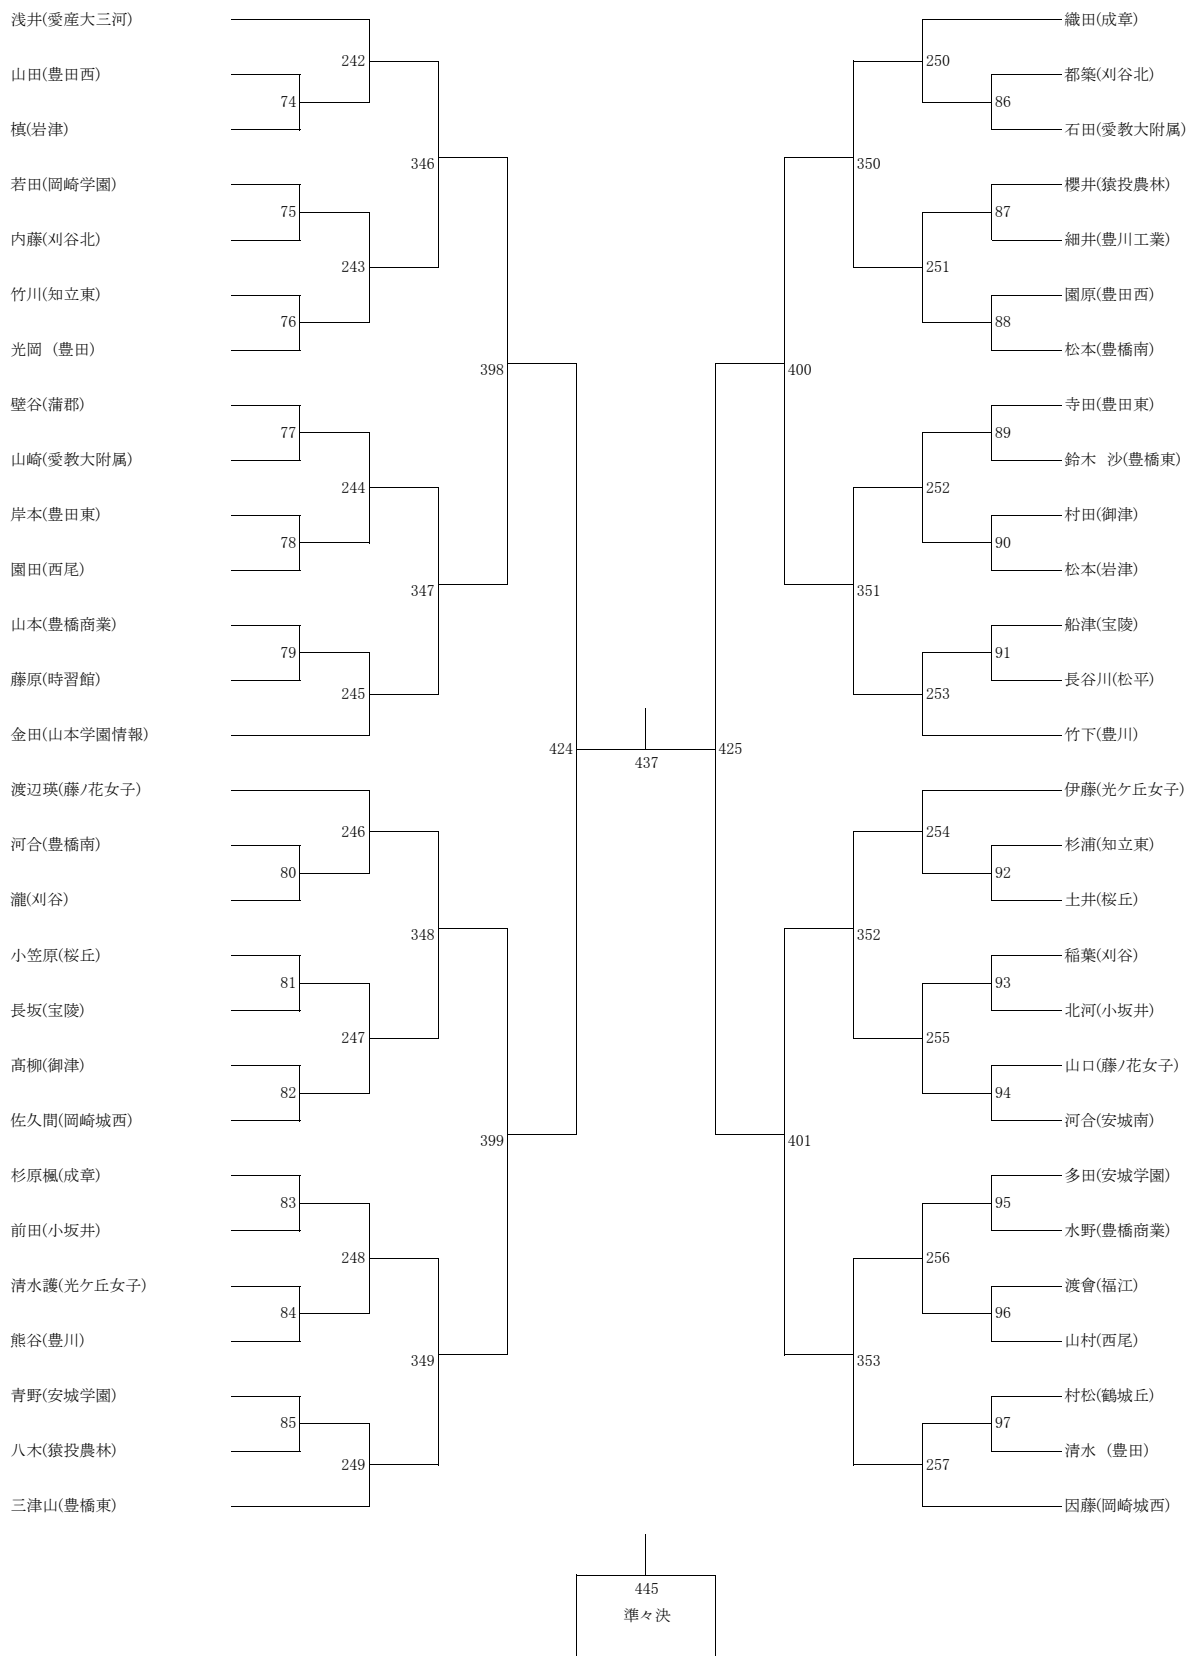 浅井(愛産大三河)
山田(豊田西)
槙(岩津)
若田(岡崎学園)
内藤(刈谷北)
竹川(知立東)
光岡 (豊田)
壁谷(蒲郡)
山崎(愛教大附属)
岸本(豊田東)
園田(西尾)
山本(豊橋商業)
藤原(時習館)
金田(山本学園情報)
渡辺瑛(藤ノ花女子)
河合(豊橋南)
瀧(刈谷)
小笠原(桜丘)
長坂(宝陵)
髙柳(御津)
佐久間(岡崎城西)
杉原楓(成章)
前田(小坂井)
清水護(光ケ丘女子)
熊谷(豊川)
青野(安城学園)
八木(猿投農林)
三津山(豊橋東)
74
75
76
77
78
79
80
81
82
83
84
85
242
243
244
245
246
247
248
249
346
347
348
349
398
399
424
437
425
400
401
350
351
352
353
250
251
252
253
254
255
256
257
86
87
88
89
90
91
92
93
94
95
96
97
織田(成章)
都築(刈谷北)
石田(愛教大附属)
櫻井(猿投農林)
細井(豊川工業)
園原(豊田西)
松本(豊橋南)
寺田(豊田東)
鈴木 沙(豊橋東)
村田(御津)
松本(岩津)
船津(宝陵)
長谷川(松平)
竹下(豊川)
伊藤(光ケ丘女子)
杉浦(知立東)
土井(桜丘)
稲葉(刈谷)
北河(小坂井)
山口(藤ノ花女子)
河合(安城南)
多田(安城学園)
水野(豊橋商業)
渡會(福江)
山村(西尾)
村松(鶴城丘)
清水 (豊田)
因藤(岡崎城西)
445
準々決